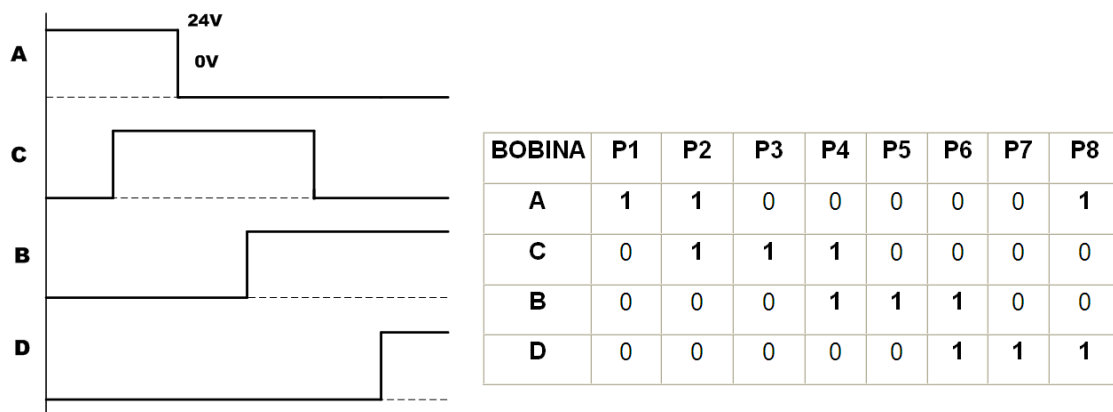 24V
A
0V
C
B
D
BOBINA P1 P2 P3 P4 P5 P6 P7 P8
A 1 1 0 0 0 0 0 1
C 0 1 1 1 0 0 0 0
B 0 0 0 1 1 1 0 0
D 0 0 0 0 0 1 1 1